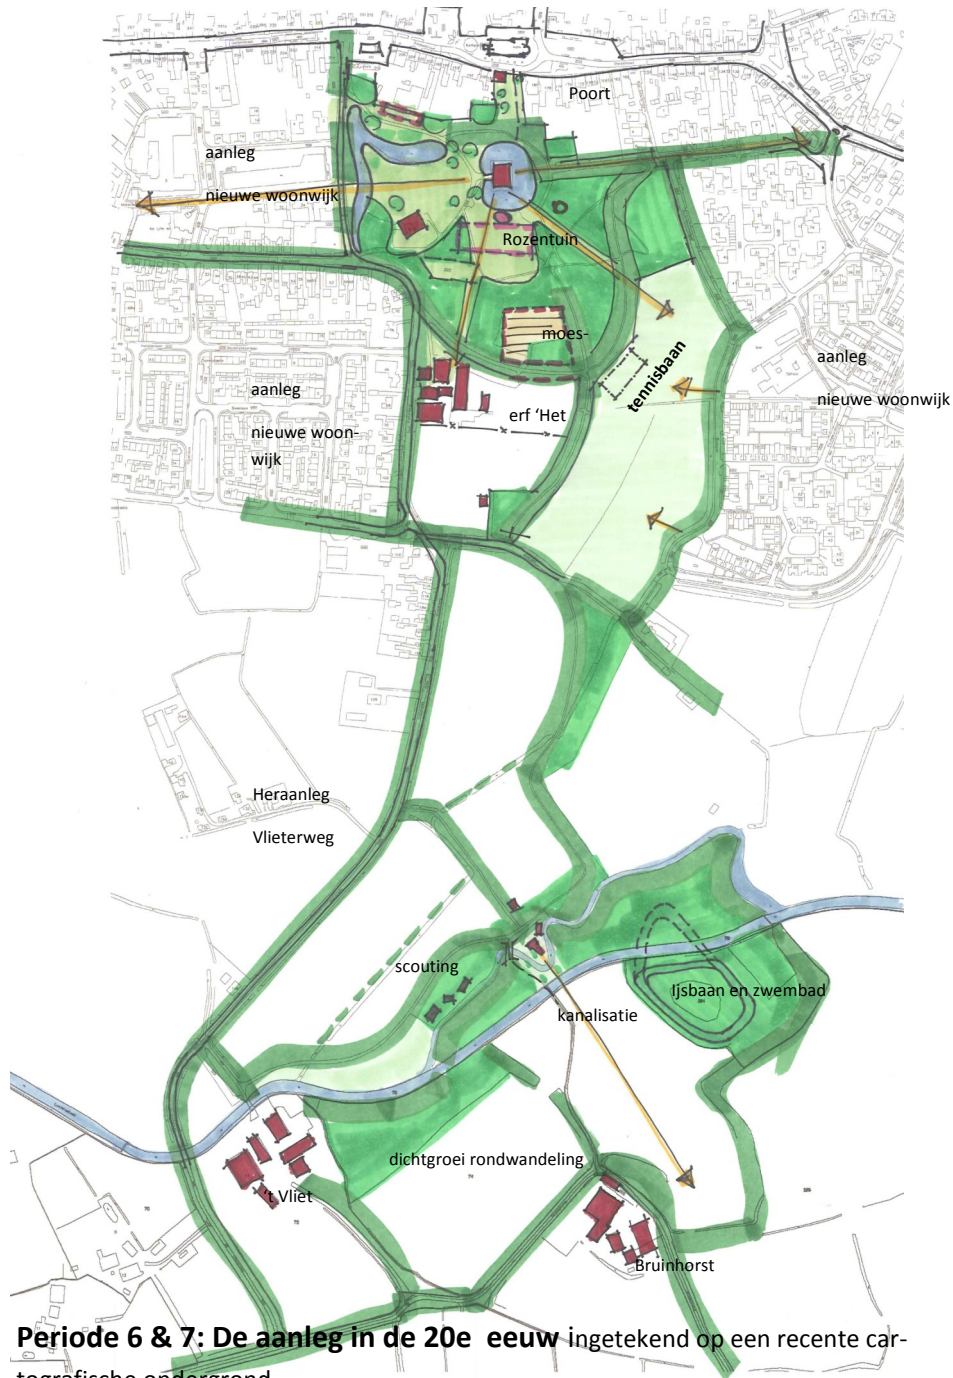 Poort
aanleg
nieuwe woonwijk
Rozentuin
moes-
tennisbaan
aanleg
nieuwe woonwijk
aanleg
nieuwe woon-
wijk
erf ‘Het
Heraanleg
Vlieterweg
scouting
Ijsbaan en zwembad
kanalisatie
dichtgroei rondwandeling
‘t Vliet
Bruinhorst
Periode 6 & 7: De aanleg in de 20e eeuw ingetekend op een recente car-
tografische ondergrond